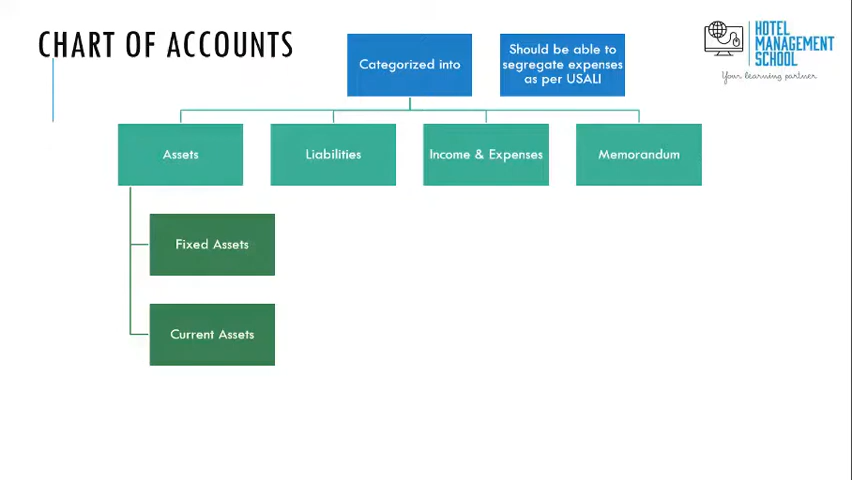 CHART OF ACCOUNTS
Categorized into
Should be able to
segregate expenses
as per USALI
HOTEL
MANAGEMENT
SCHOOL
Your learning partner
Assets
Liabilities
Income & Expenses
Memorandum
Fixed Assets
Current Assets